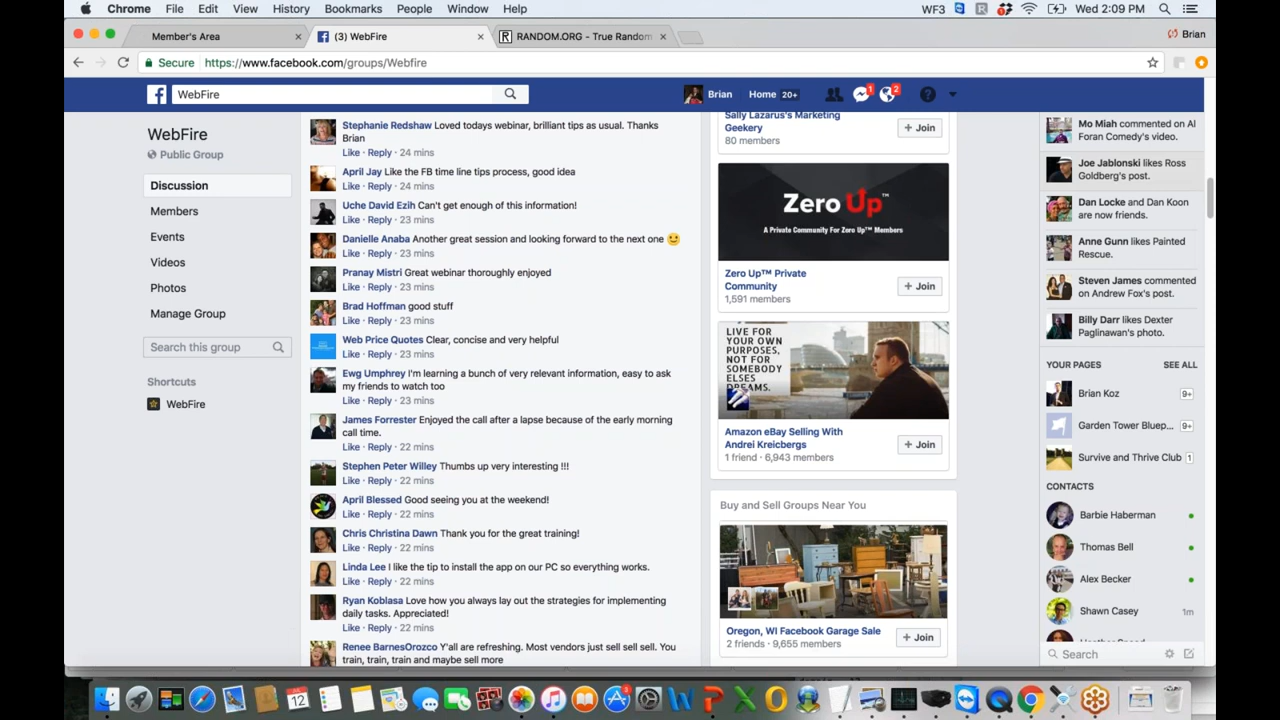 Chrome File Edit View History Bookmarks People Window Help
WF3 Wed 2:09 PM
Member's Area
(3) WebFire
RANDOM.ORG - True Random
Brian
Secure https://www.facebook.com/groups/Webfire
WebFire
Brian Home 20+ 1 2
WebFire
Public Group
Discussion
Members
Events
Videos
Photos
Manage Group
Search this group
Shortcuts
WebFire
Stephanie Redshaw Loved todays webinar, brilliant tips as usual. Thanks
Brian
Like · Reply · 24 mins
April Jay Like the FB time line tips process, good idea
Like · Reply · 24 mins
Uche David Ezih Can't get enough of this information!
Like · Reply · 23 mins
Danielle Anaba Another great session and looking forward to the next one
Like · Reply · 23 mins
Pranay Mistri Great webinar thoroughly enjoyed
Like · Reply · 23 mins
Brad Hoffman good stuff
Like · Reply · 23 mins
Web Price Quotes Clear, concise and very helpful
Like · Reply · 23 mins
Ewg Umphrey I'm learning a bunch of very relevant information, easy to ask
my friends to watch too
Like · Reply · 23 mins
James Forrester Enjoyed the call after a lapse because of the early morning
call time.
Like · Reply · 22 mins
Stephen Peter Willey Thumbs up very interesting !!!
Like · Reply · 22 mins
April Blessed Good seeing you at the weekend!
Like · Reply · 22 mins
Chris Christina Dawn Thank you for the great training!
Like · Reply · 22 mins
Linda Lee I like the tip to install the app on our PC so everything works.
Like · Reply · 22 mins
Ryan Koblasa Love how you always lay out the strategies for implementing
daily tasks. Appreciated!
Like · Reply · 22 mins
Renee BarnesOrozco Y'all are refreshing. Most vendors just sell sell sell. You
train, train, train and maybe sell more
Sally Lazarus's Marketing
Geekery
80 members
+ Join
Zero Up™
A Private Community For Zero Up™ Members
Zero Up™ Private
Community
1,591 members
+ Join
LIVE FOR
YOUR OWN
PURPOSES,
NOT FOR
SOMEBODY
ELSES
DREAMS.
Amazon eBay Selling With
Andrei Kreicbergs
1 friend · 6,943 members
+ Join
Buy and Sell Groups Near You
Oregon, WI Facebook Garage Sale
2 friends · 9,655 members
+ Join
Mo Miah commented on Al
Foran Comedy's video.
Joe Jablonski likes Ross
Goldberg's post.
Dan Locke and Dan Koon
are now friends.
Anne Gunn likes Painted
Rescue.
Steven James commented
on Andrew Fox's post.
Billy Darr likes Dexter
Paglinawan's photo.
YOUR PAGES SEE ALL
Brian Koz 9+
Garden Tower Bluep... 9+
Survive and Thrive Club 1
CONTACTS
Barbie Haberman
Thomas Bell
Alex Becker
Shawn Casey 1m
Search